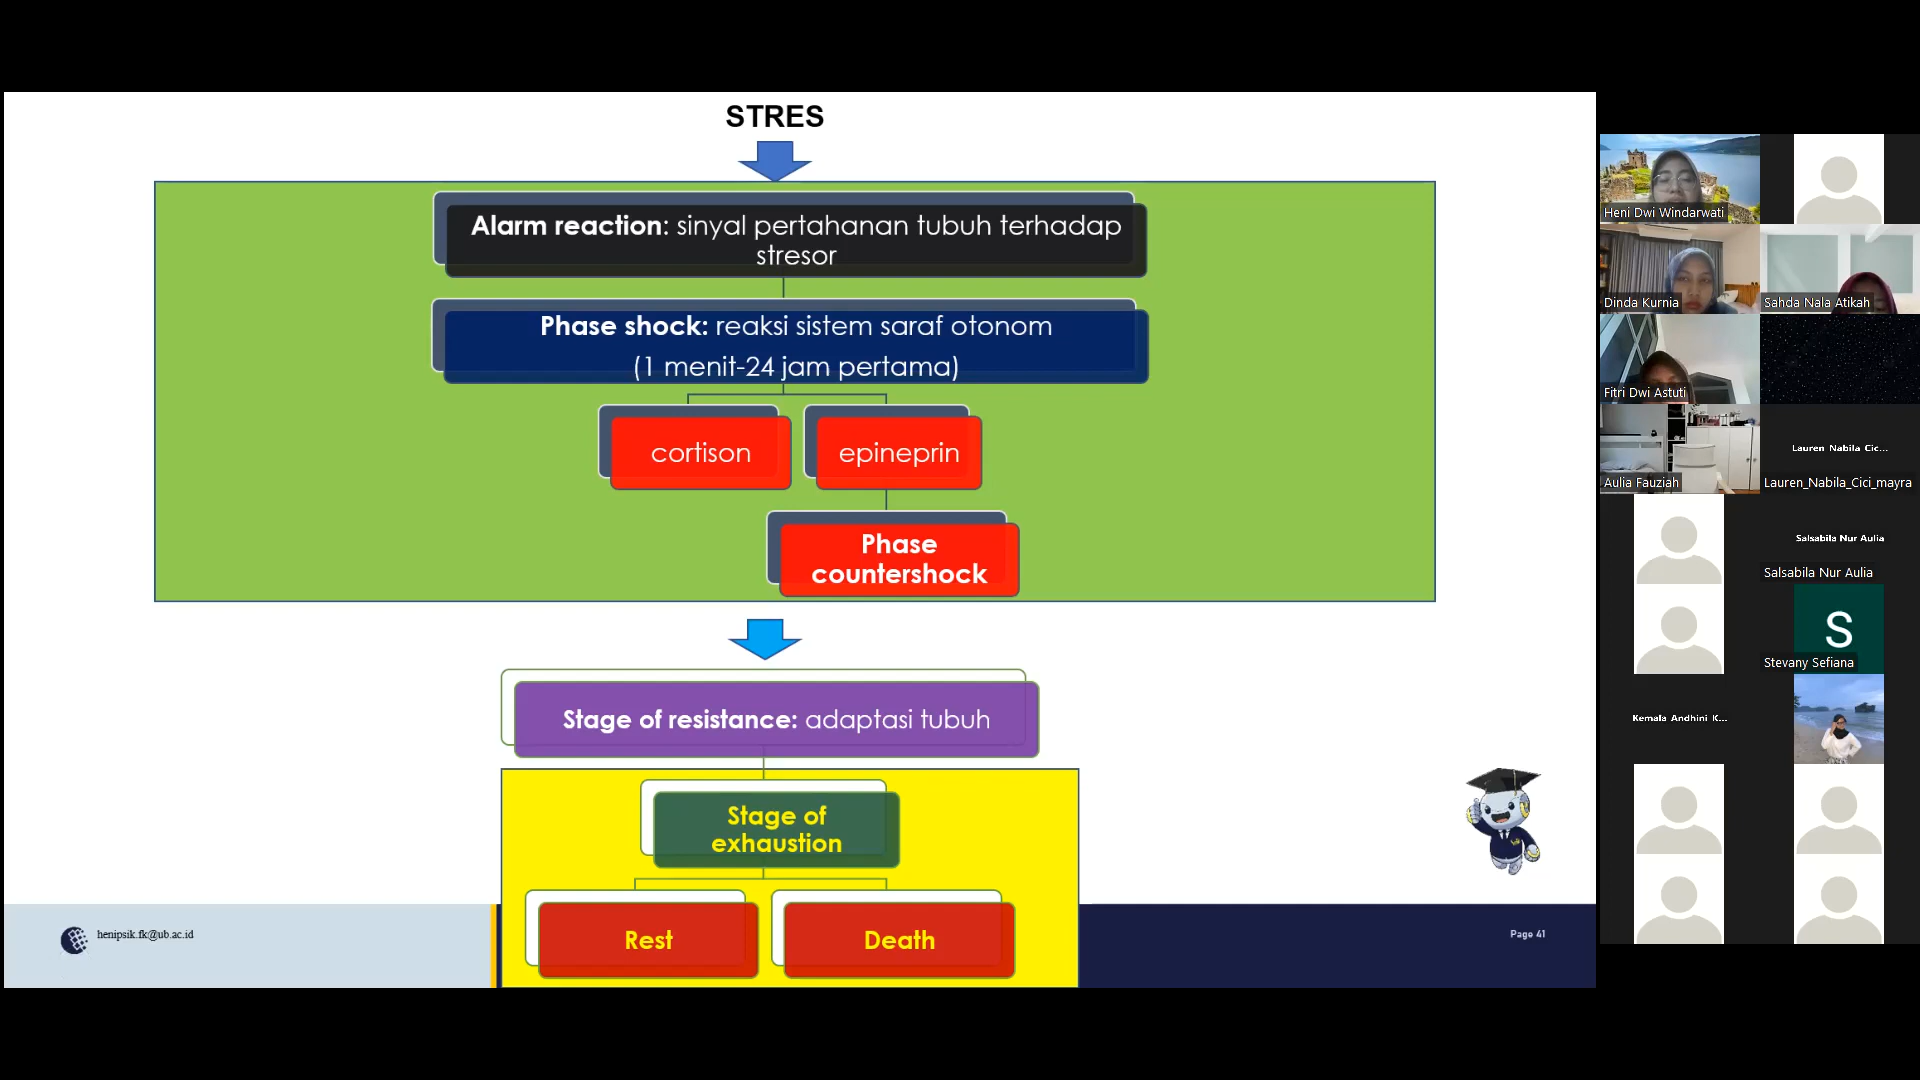 STRES
Alarm reaction: sinyal pertahanan tubuh terhadap
stresor
Phase shock: reaksi sistem saraf otonom
(1 menit-24 jam pertama)
cortison
epineprin
Phase
countershock
Stage of resistance: adaptasi tubuh
Stage of
exhaustion
Rest
Death
henipsik.fk@ub.ac.id
Page 41
Heni Dwi Windarwati
Dinda Kurnia
Sahda Nala Atikah
Fitri Dwi Astuti
Aulia Fauziah
Lauren Nabila Cic...
Lauren_Nabila_Cici_mayra
Salsabila Nur Aulia
Salsabila Nur Aulia
S
Stevany Sefiana
Kemala Andhini K...